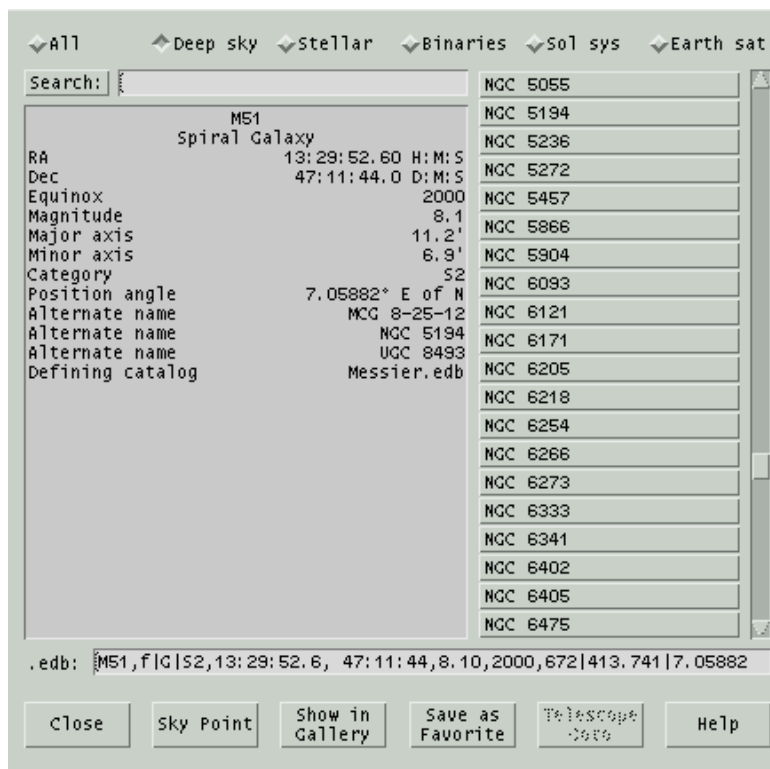 All Deep sky Stellar Binaries Sol sys Earth sat
Search:
M51
Spiral Galaxy
RA 13:29:52.60 H:M:S
Dec 47:11:44.0 D:M:S
Equinox 2000
Magnitude 8.1
Major axis 11.2'
Minor axis 6.9'
Category S2
Position angle 7.05882° E of N
Alternate name MCG 8-25-12
Alternate name NGC 5194
Alternate name UGC 8493
Defining catalog Messier.edb
NGC 5055
NGC 5194
NGC 5236
NGC 5272
NGC 5457
NGC 5866
NGC 5904
NGC 6093
NGC 6121
NGC 6171
NGC 6205
NGC 6218
NGC 6254
NGC 6266
NGC 6273
NGC 6333
NGC 6341
NGC 6402
NGC 6405
NGC 6475
.edb: M51,f|G|S2,13:29:52.6, 47:11:44,8.10,2000,672|413.741|7.05882
Close Sky Point Show in Gallery Save as Favorite Telescope Goto Help